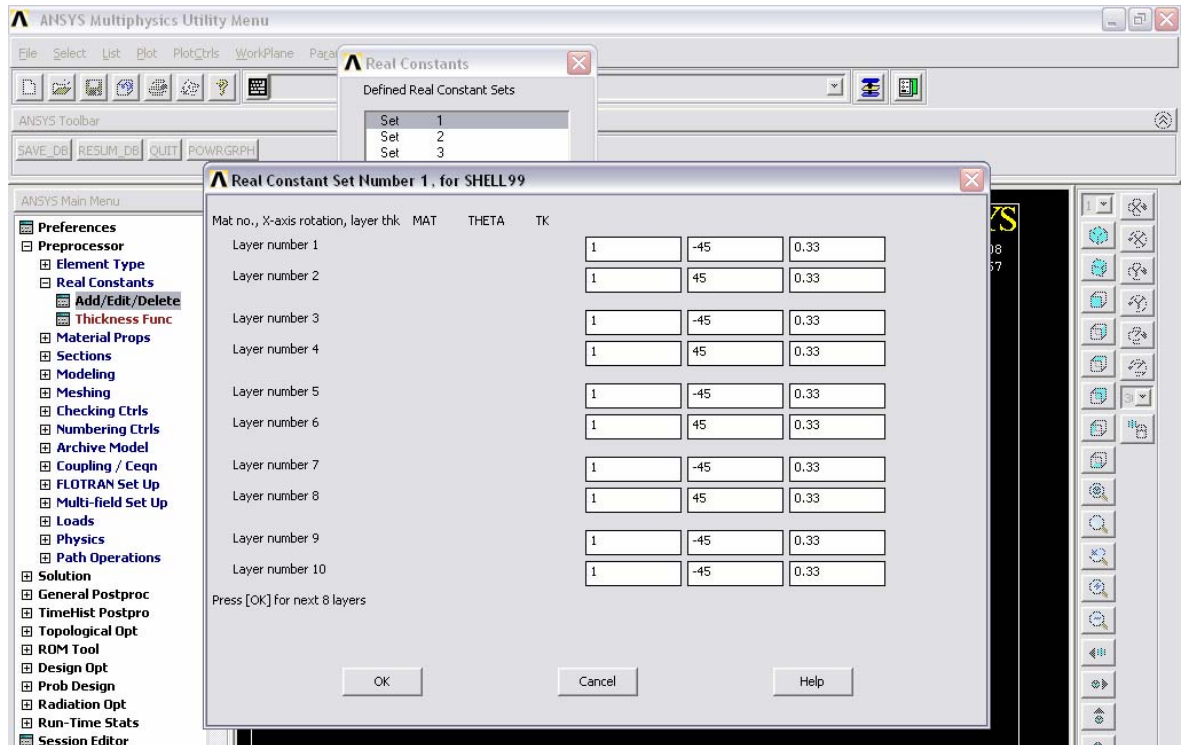 ANSYS Multiphysics Utility Menu
File Select List Plot PlotCtrls WorkPlane Para
Real Constants
Defined Real Constant Sets
ANSYS Toolbar
Set 1
Set 2
Set 3
SAVE_DB RESUM_DB QUIT POWRGRPH
Real Constant Set Number 1, for SHELL99
ANSYS Main Menu
Preferences
Preprocessor
Element Type
Real Constants
Add/Edit/Delete
Thickness Func
Material Props
Sections
Modeling
Meshing
Checking Ctrls
Numbering Ctrls
Archive Model
Coupling / Ceqn
FLOTRAN Set Up
Multi-field Set Up
Loads
Physics
Path Operations
Solution
General Postproc
TimeHist Postpro
Topological Opt
ROM Tool
Design Opt
Prob Design
Radiation Opt
Run-Time Stats
Session Editor
Mat no., X-axis rotation, layer thk MAT THETA TK
Layer number 1 1 -45 0.33
Layer number 2 1 45 0.33
Layer number 3 1 -45 0.33
Layer number 4 1 45 0.33
Layer number 5 1 -45 0.33
Layer number 6 1 45 0.33
Layer number 7 1 -45 0.33
Layer number 8 1 45 0.33
Layer number 9 1 -45 0.33
Layer number 10 1 -45 0.33
Press [OK] for next 8 layers
OK Cancel Help
YS
08
57
1